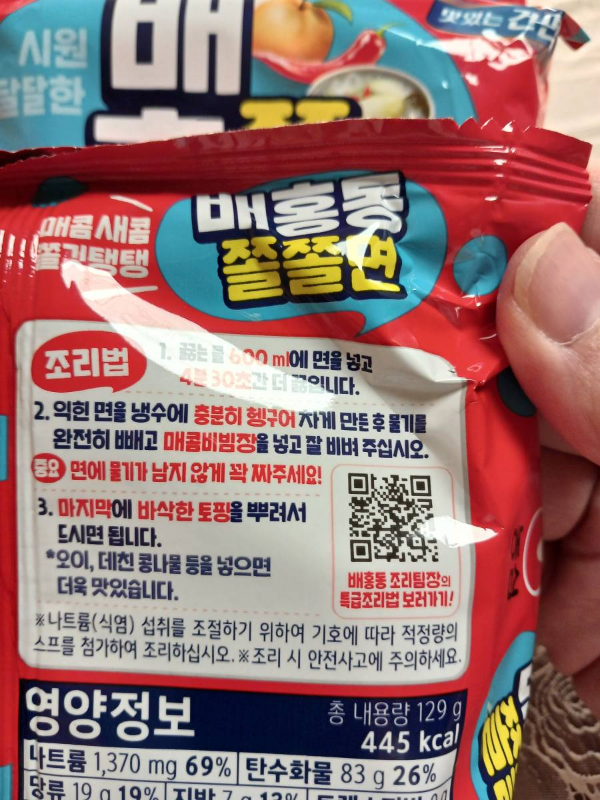 시원
달달한
배
맛있는 라면
매콤새콤
쫄깃탱탱
배홍동
쫄쫄면
조리법
1. 끓는 물 600 ml에 면을 넣고
4분 30초간 더 끓입니다.
2. 익힌 면을 냉수에 충분히 헹구어 차게 만든 후 물기를
완전히 빼고 매콤비빔장을 넣고 잘 비벼 주십시오.
중요 면에 물기가 남지 않게 꽉 짜주세요!
3. 마지막에 바삭한 토핑을 뿌려서
드시면 됩니다.
*오이, 데친 콩나물 등을 넣으면
더욱 맛있습니다.
배홍동 조리팀장의
특급조리법 보러가기!
※나트륨(식염) 섭취를 조절하기 위하여 기호에 따라 적정량의
스프를 첨가하여 조리하십시오. ※조리 시 안전사고에 주의하세요.
영양정보
총 내용량 129 g
445 kcal
나트륨 1,370 mg 69% 탄수화물 83 g 26%
당류 19 g 19% 지방 7 g 13%